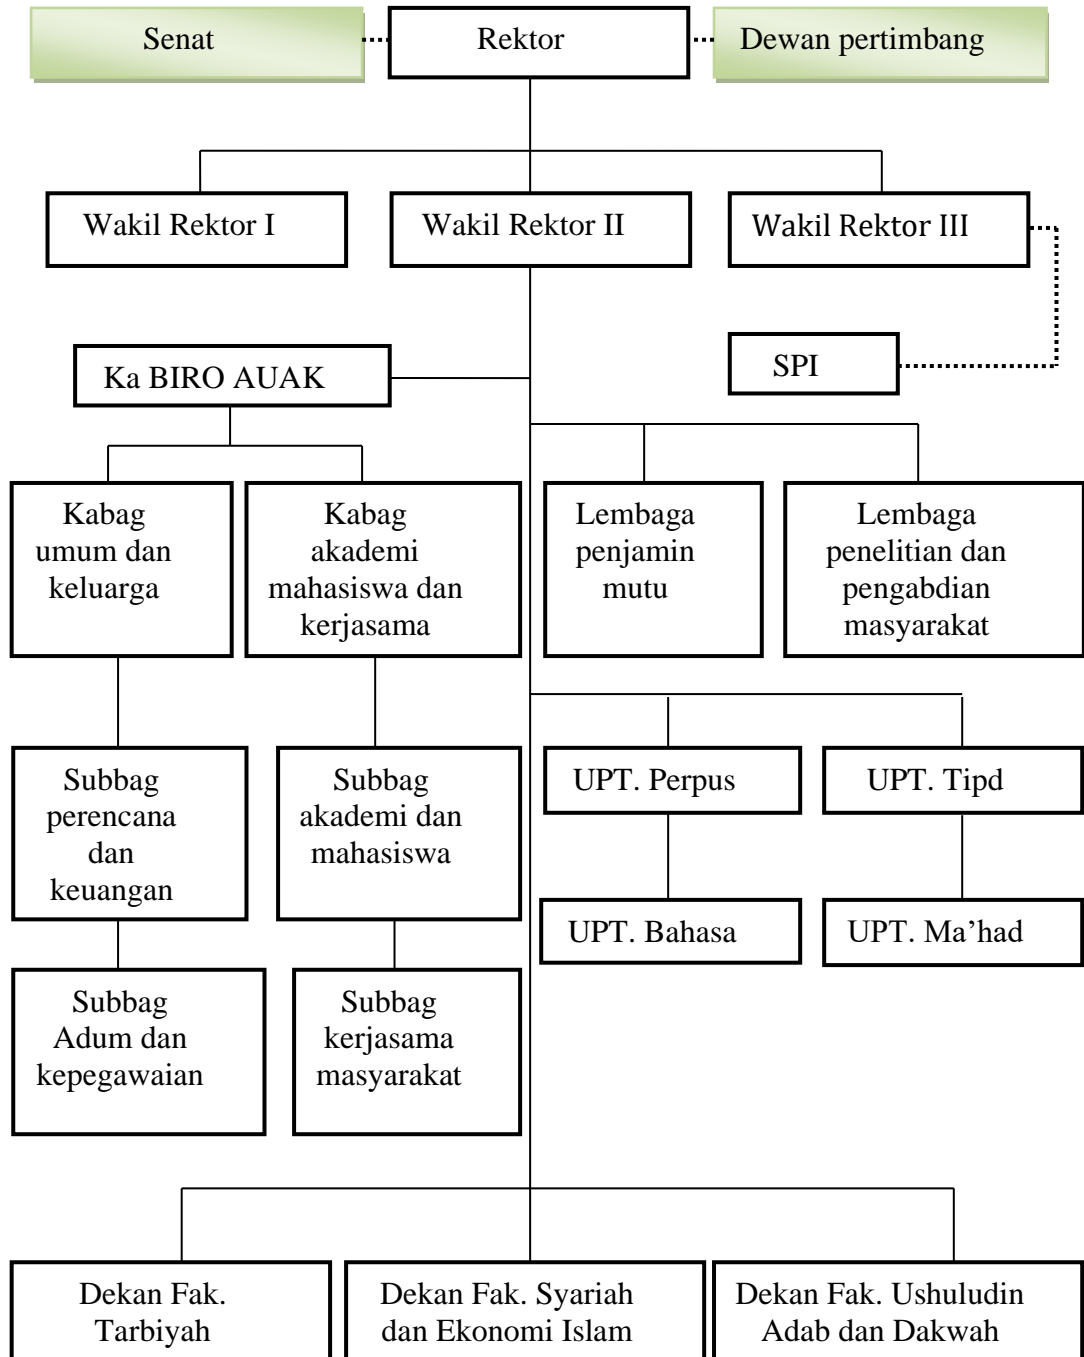 Senat
Rektor
Dewan pertimbang
Wakil Rektor I
Wakil Rektor II
Wakil Rektor III
Ka BIRO AUAK
SPI
Kabag
umum dan
keluarga
Kabag
akademi
mahasiswa dan
kerjasama
Lembaga
penjamin
mutu
Lembaga
penelitian dan
pengabdian
masyarakat
Subbag
perencana
dan
keuangan
Subbag
akademi dan
mahasiswa
UPT. Perpus
UPT. Tipd
UPT. Bahasa
UPT. Ma’had
Subbag
Adum dan
kepegawaian
Subbag
kerjasama
masyarakat
Dekan Fak.
Tarbiyah
Dekan Fak. Syariah
dan Ekonomi Islam
Dekan Fak. Ushuludin
Adab dan Dakwah